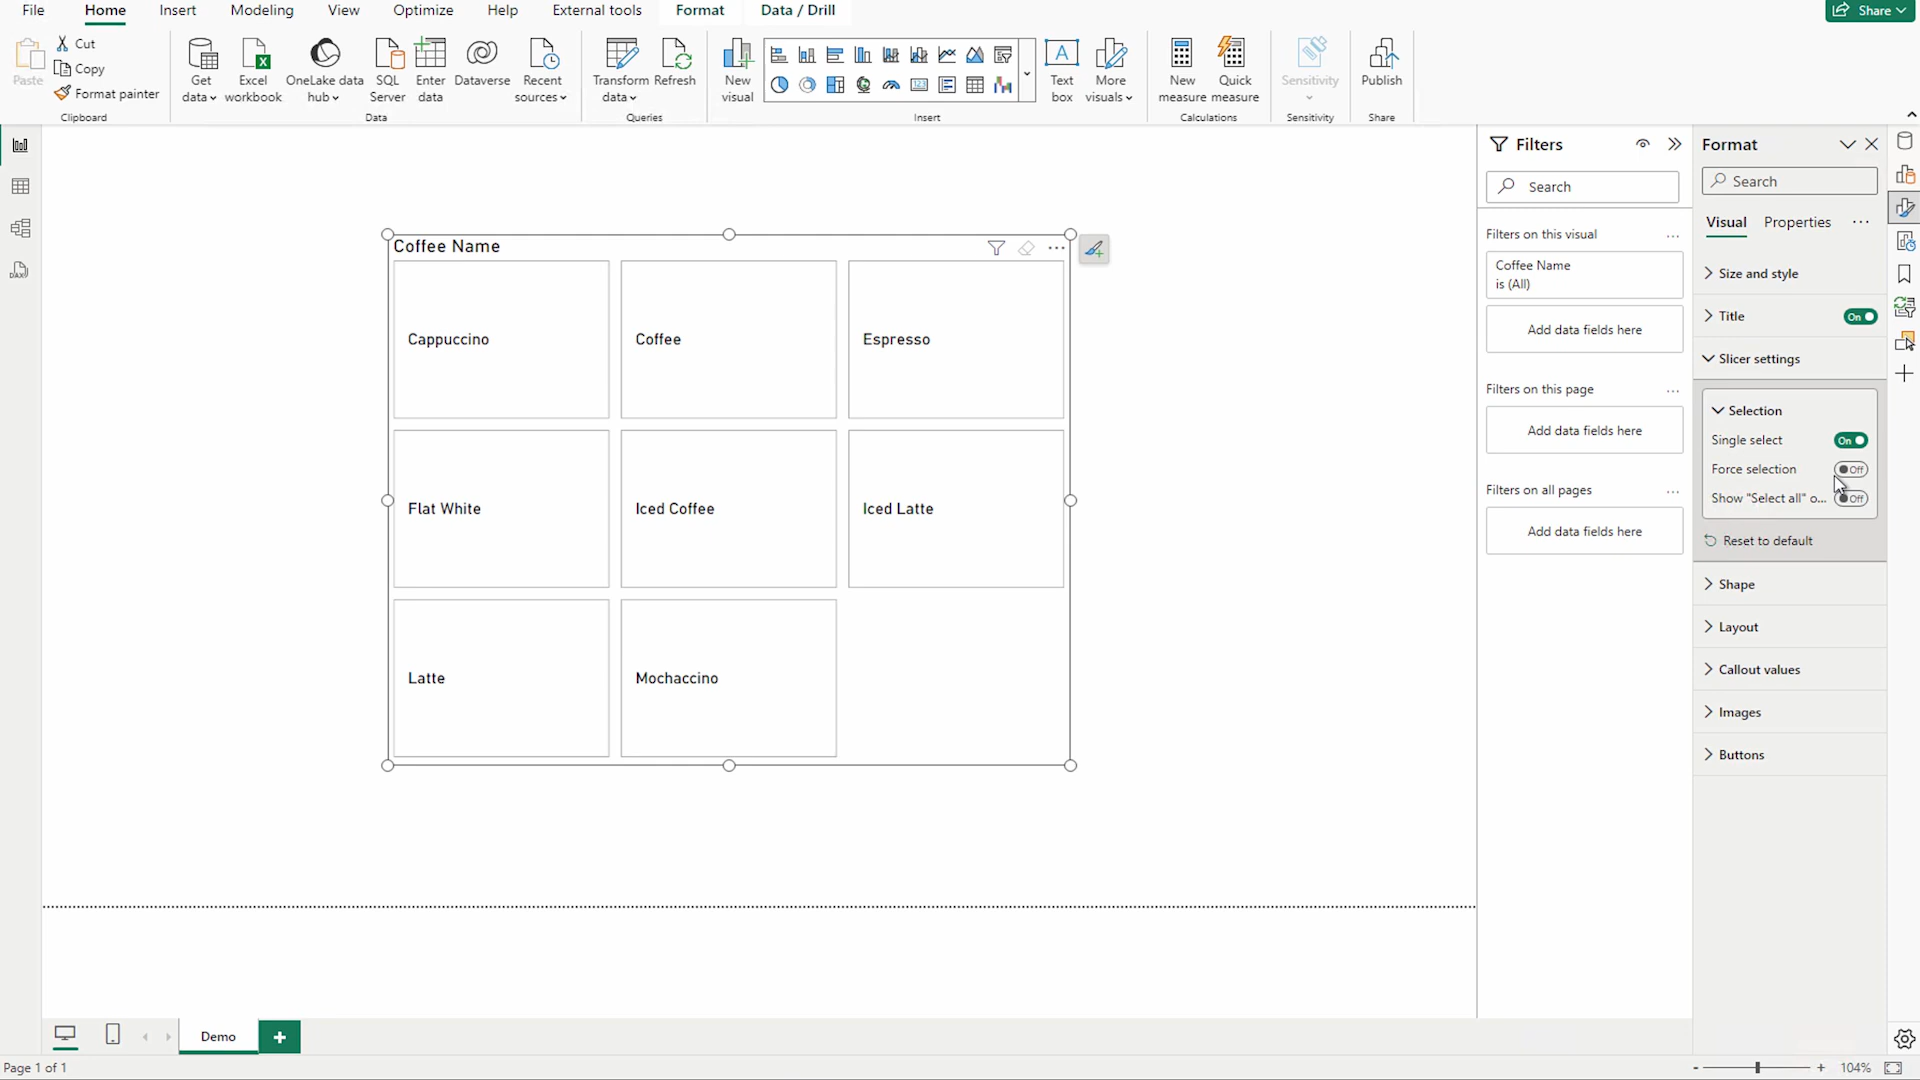 File Home Insert Modeling View Optimize Help External tools Format Data / Drill Share
Paste
Cut
Copy
Format painter
Clipboard
Get data
Excel workbook
OneLake data hub
SQL Server
Enter data
Dataverse
Recent sources
Data
Transform data
Refresh
Queries
New visual
Text box
More visuals
Insert
New measure
Quick measure
Calculations
Sensitivity
Sensitivity
Publish
Share
DAX
Coffee Name
Cappuccino
Coffee
Espresso
Flat White
Iced Coffee
Iced Latte
Latte
Mochaccino
Filters
Search
Filters on this visual
...
Coffee Name
is (All)
Add data fields here
Filters on this page
...
Add data fields here
Filters on all pages
...
Add data fields here
Format
Search
Visual Properties ...
Size and style
Title On
Slicer settings
Selection
Single select On
Force selection Off
Show "Select all" o... Off
Reset to default
Shape
Layout
Callout values
Images
Buttons
Demo +
Page 1 of 1
- + 104%